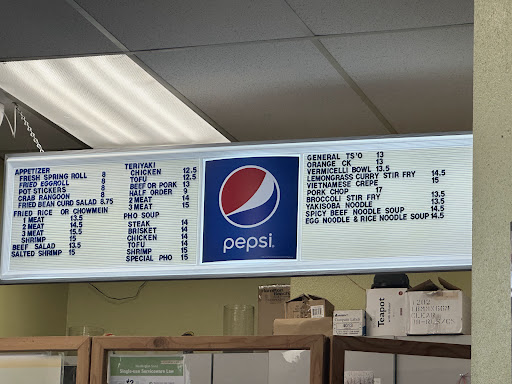 APPETIZER
FRESH SPRING ROLL 8
FRIED EGGROLL 8
POT STICKERS 8
CRAB RANGOON 8
FRIED BEAN CURD SALAD 8.75
FRIED RICE OR CHOWMEIN
1 MEAT 13.5
2 MEAT 14.5
3 MEAT 15.5
SHRIMP 15
BEEF SALAD 13.5
SALTED SHRIMP 15
TERIYAKI
CHICKEN 12.5
TOFU 12.5
BEEF OR PORK 13
HALF ORDER 9
2 MEAT 14
3 MEAT 15
PHO SOUP
STEAK 14
BRISKET 14
CHICKEN 14
TOFU 14
SHRIMP 15
SPECIAL PHO 15
pepsi
GENERAL TS'O 13
ORANGE CK 13
VERMICELLI BOWL 13.5
LEMONGRASS CURRY STIR FRY 14.5
VIETNAMESE CREPE 15
PORK CHOP 17
BROCCOLI STIR FRY 13.5
YAKISOBA NOODLE 13.5
SPICY BEEF NOODLE SOUP 14.5
EGG NOODLE & RICE NOODLE SOUP 14.5
Teapot